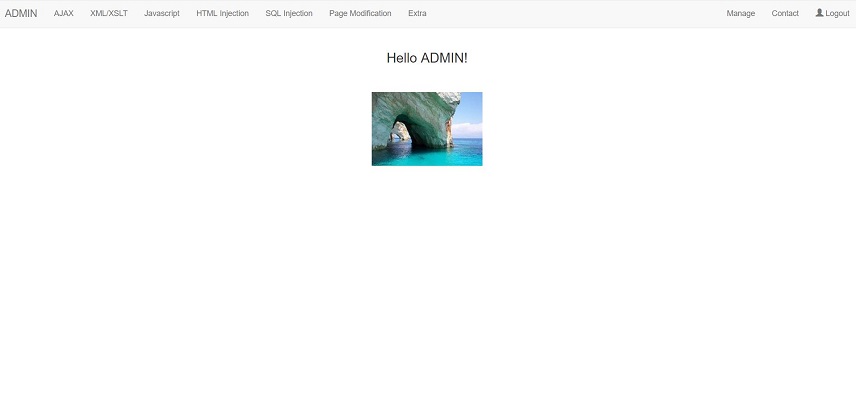 ADMIN AJAX XML/XSLT Javascript HTML Injection SQL Injection Page Modification Extra Manage Contact Logout
Hello ADMIN!